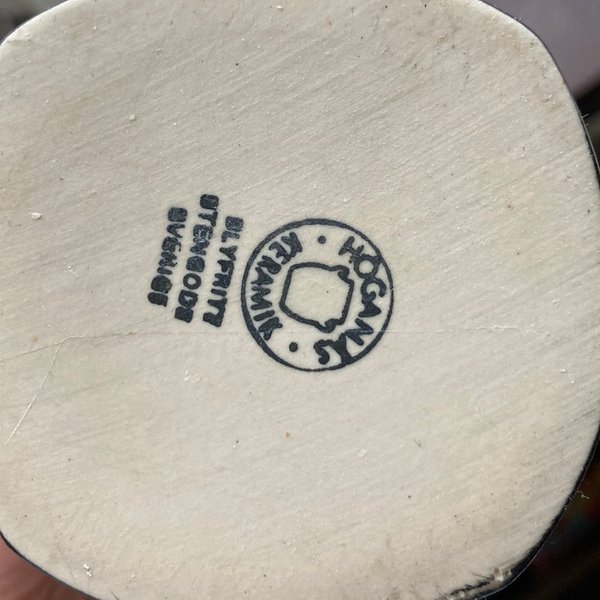 HÖGANÄS
KERAMIK
BLYFRITT
STENGODS
SVERIGE